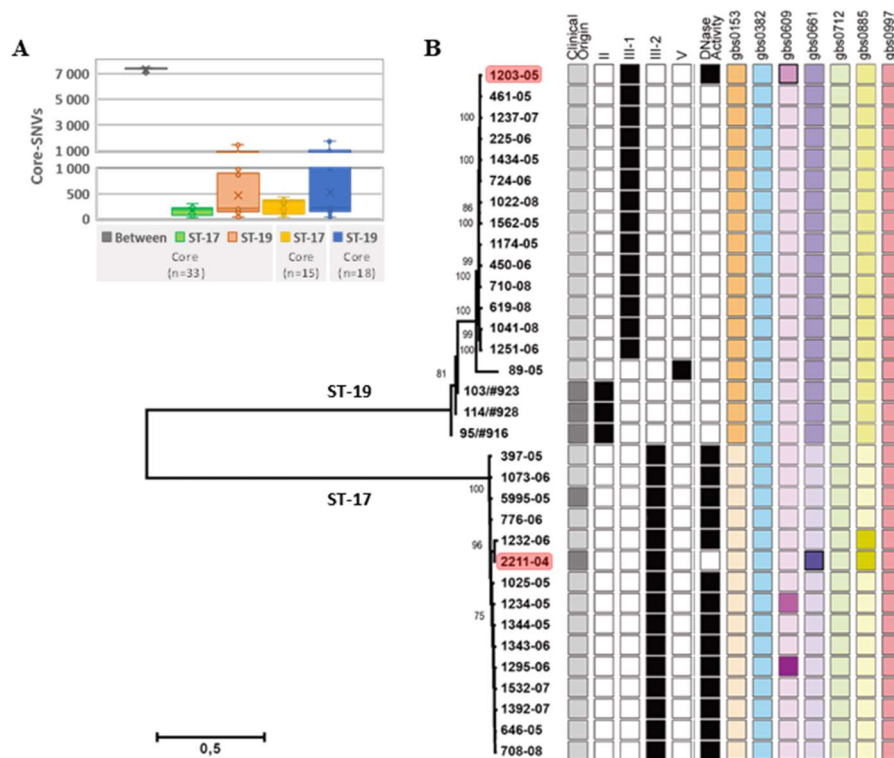 A
7 000
5 000
3 000
1 000
1 000
500
0
Core-SNVs
Between ST-17 ST-19 ST-17 ST-19
Core (n=33)
Core (n=15)
Core (n=18)
B
Clinical Origin
II
III-1
III-2
V
DNase Activity
gbs0153
gbs0382
gbs0609
gbs0661
gbs0712
gbs0885
gbs0997
1203-05
461-05
100 1237-07
225-06
100 1434-05
724-06
86 1022-08
100 1562-05
1174-05
99 450-06
100 710-08
100 619-08
99 1041-08
100 1251-06
81 89-05
ST-19 103/#923
114/#928
95/#916
397-05
1073-06
ST-17
100 5995-05
776-06
96 1232-06
2211-04
1025-05
75 1234-05
1344-05
1343-06
1295-06
1532-07
1392-07
646-05
708-08
0,5